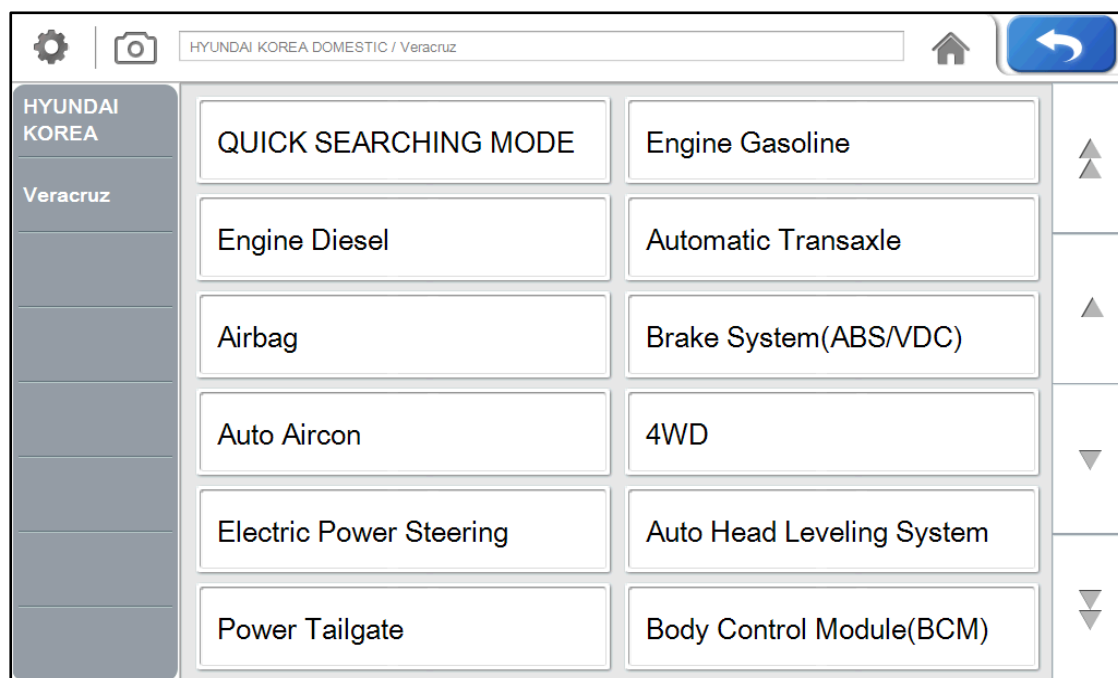 HYUNDAI KOREA DOMESTIC / Veracruz
HYUNDAI
KOREA
Veracruz
QUICK SEARCHING MODE
Engine Gasoline
Engine Diesel
Automatic Transaxle
Airbag
Brake System(ABS/VDC)
Auto Aircon
4WD
Electric Power Steering
Auto Head Leveling System
Power Tailgate
Body Control Module(BCM)